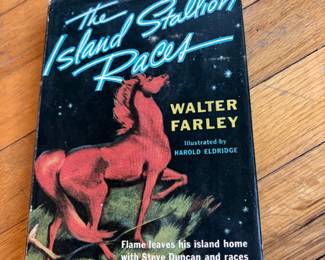 The
Island Stallion
Races
WALTER
FARLEY
Illustrated by
HAROLD ELDRIDGE
Flame leaves his island home
with Steve Duncan and races